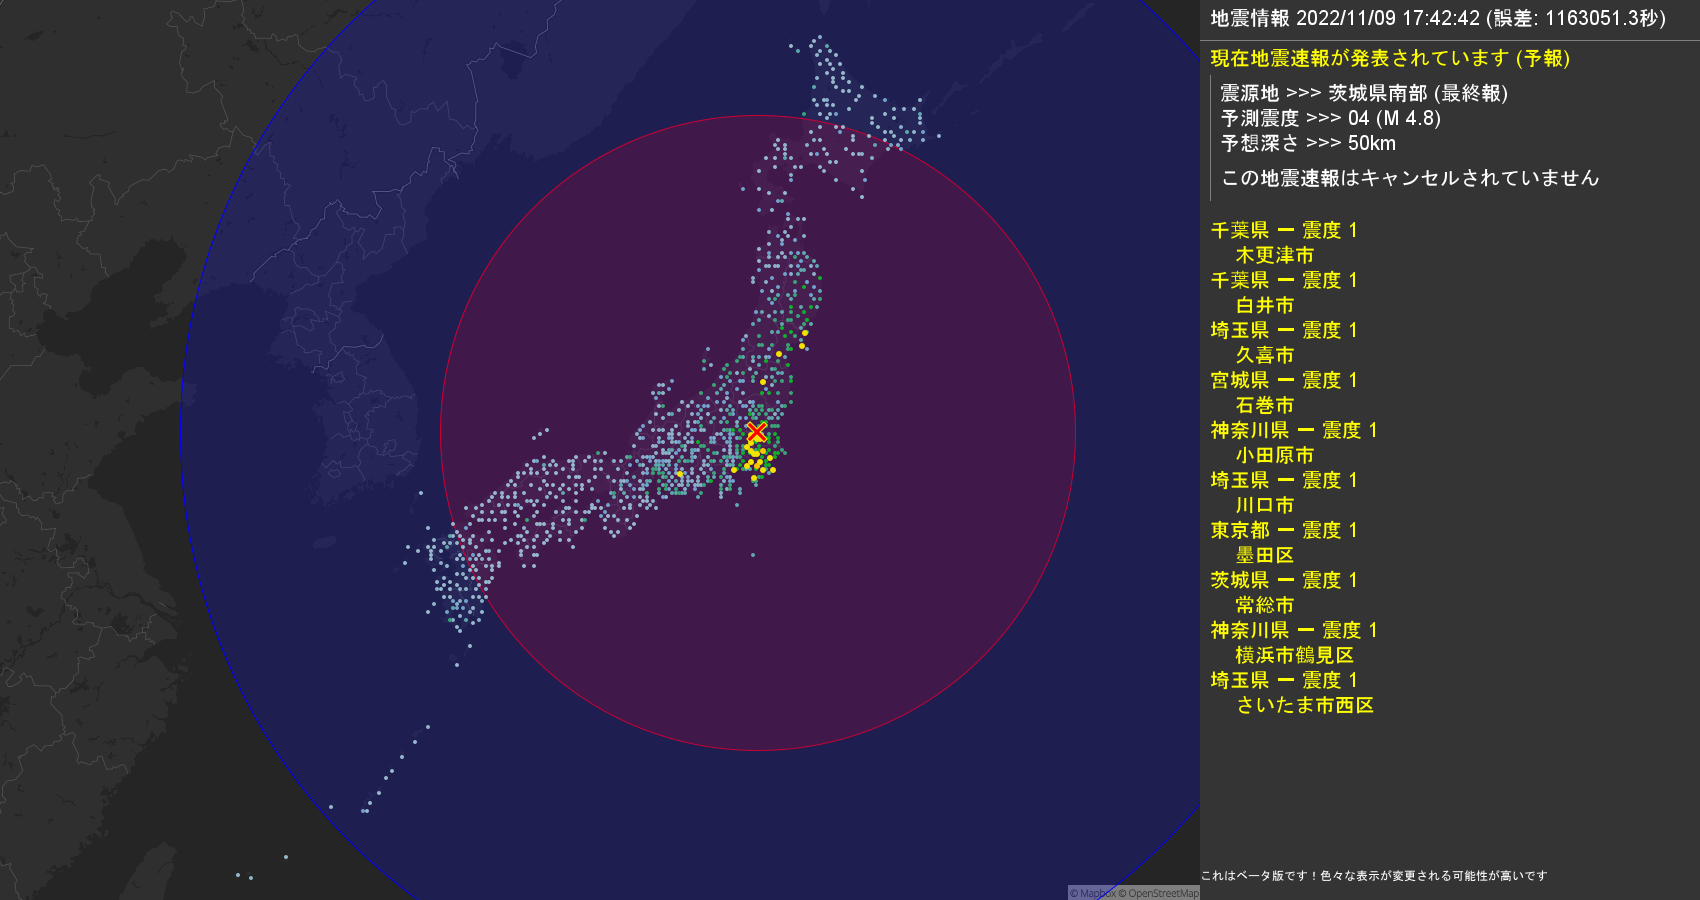 地震情報 2022/11/09 17:42:42 (誤差: 1163051.3秒)
現在地震速報が発表されています (予報)
震源地 >>> 茨城県南部 (最終報)
予測震度 >>> 04 (M 4.8)
予想深さ >>> 50km
この地震速報はキャンセルされていません
千葉県 ー 震度 1
木更津市
千葉県 ー 震度 1
白井市
埼玉県 ー 震度 1
久喜市
宮城県 ー 震度 1
石巻市
神奈川県 ー 震度 1
小田原市
埼玉県 ー 震度 1
川口市
東京都 ー 震度 1
墨田区
茨城県 ー 震度 1
常総市
神奈川県 ー 震度 1
横浜市鶴見区
埼玉県 ー 震度 1
さいたま市西区
これはベータ版です！色々な表示が変更される可能性が高いです
© Mapbox © OpenStreetMap